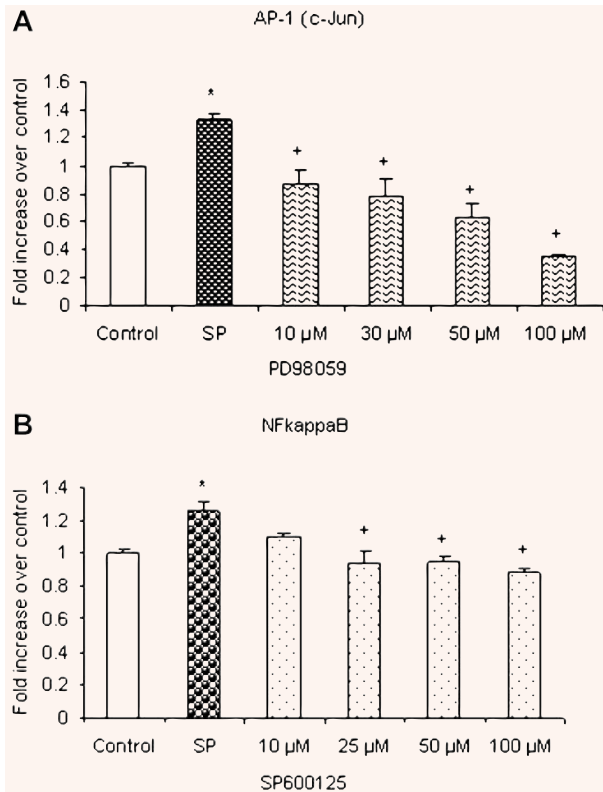 A
AP-1 (c-Jun)
Fold increase over control
1.6
1.4
1.2
1
0.8
0.6
0.4
0.2
0
*
+
+
+
+
Control SP 10 µM 30 µM 50 µM 100 µM
PD98059
B
NFkappaB
Fold increase over control
1.4
1.2
1
0.8
0.6
0.4
0.2
0
*
+
+
+
Control SP 10 µM 25 µM 50 µM 100 µM
SP600125